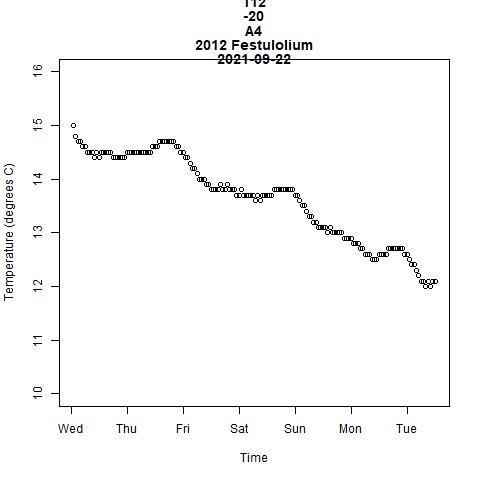 T12
-20
A4
2012 Festulolium
2021-09-22
Temperature (degrees C)
16
15
14
13
12
11
10
Wed Thu Fri Sat Sun Mon Tue
Time